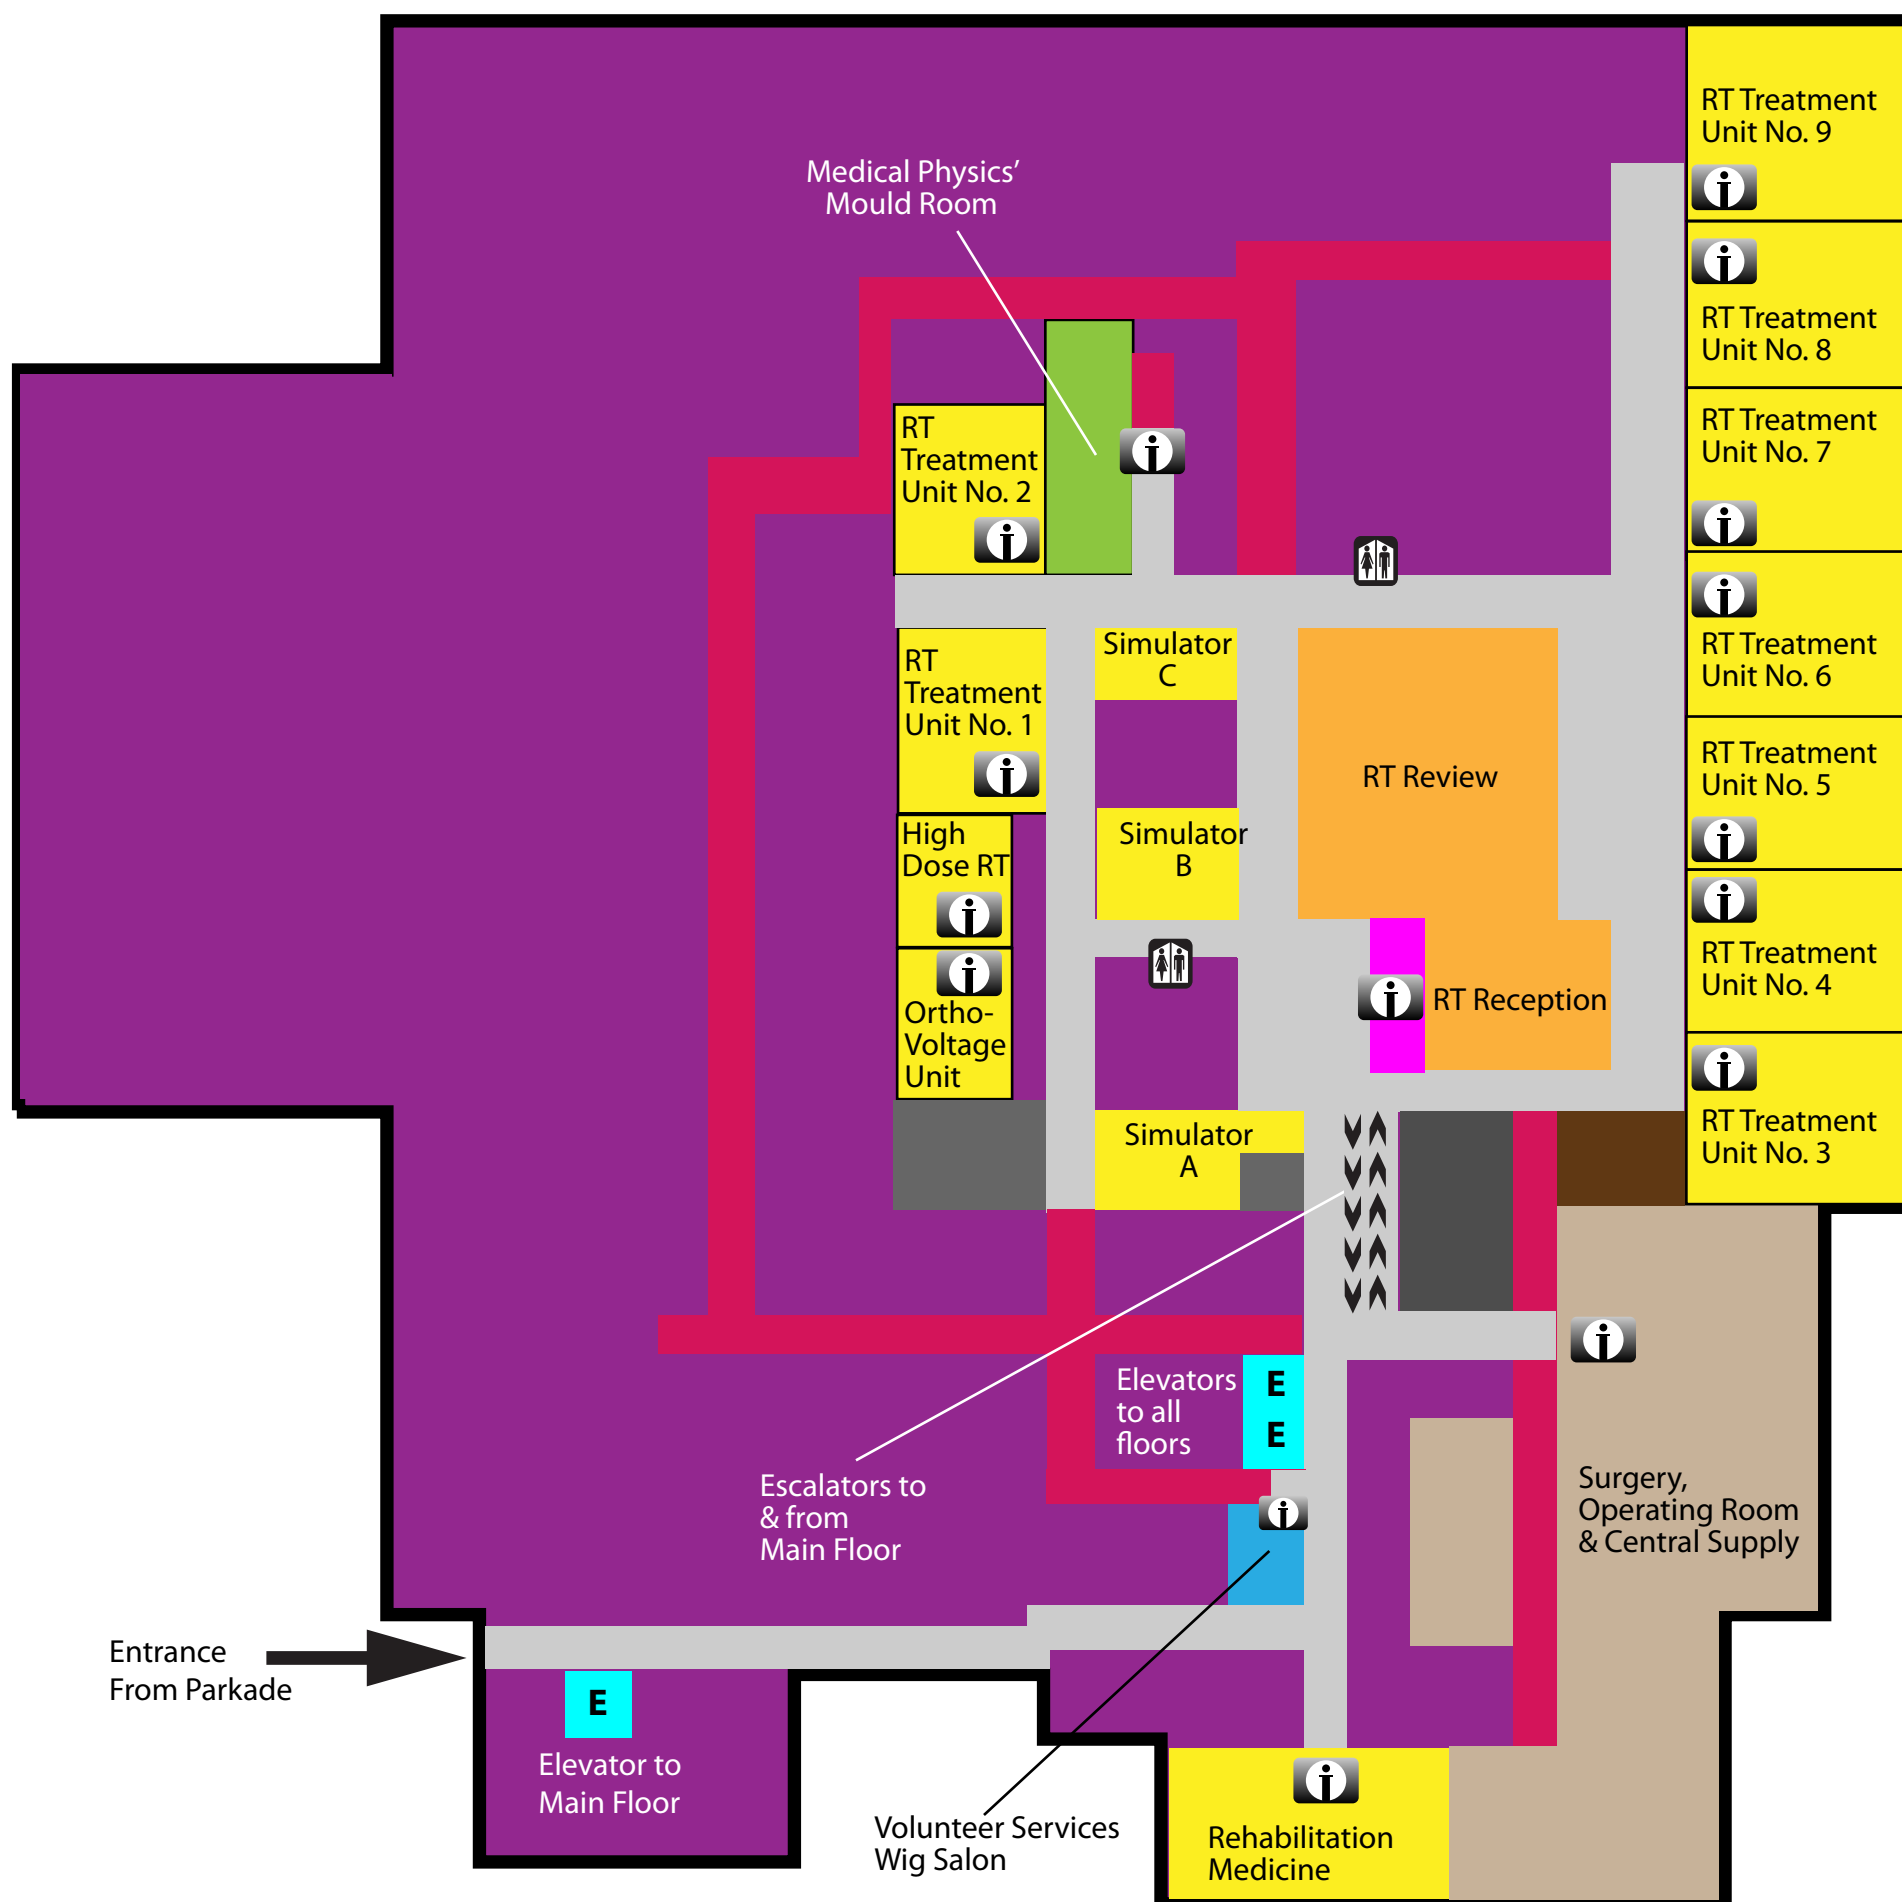 RT Treatment
Unit No. 9
Medical Physics’
Mould Room
RT Treatment
Unit No. 8
RT Treatment
Unit No. 7
RT
Treatment
Unit No. 2
RT Treatment
Unit No. 6
Simulator
C
RT
Treatment
Unit No. 1
RT Review
RT Treatment
Unit No. 5
High
Dose RT
Simulator
B
RT Treatment
Unit No. 4
Ortho-
Voltage
Unit
RT Reception
Simulator
A
RT Treatment
Unit No. 3
Elevators
to all
floors
E
E
Escalators to
& from
Main Floor
Surgery,
Operating Room
& Central Supply
Entrance
From Parkade
E
Elevator to
Main Floor
Volunteer Services
Wig Salon
Rehabilitation
Medicine